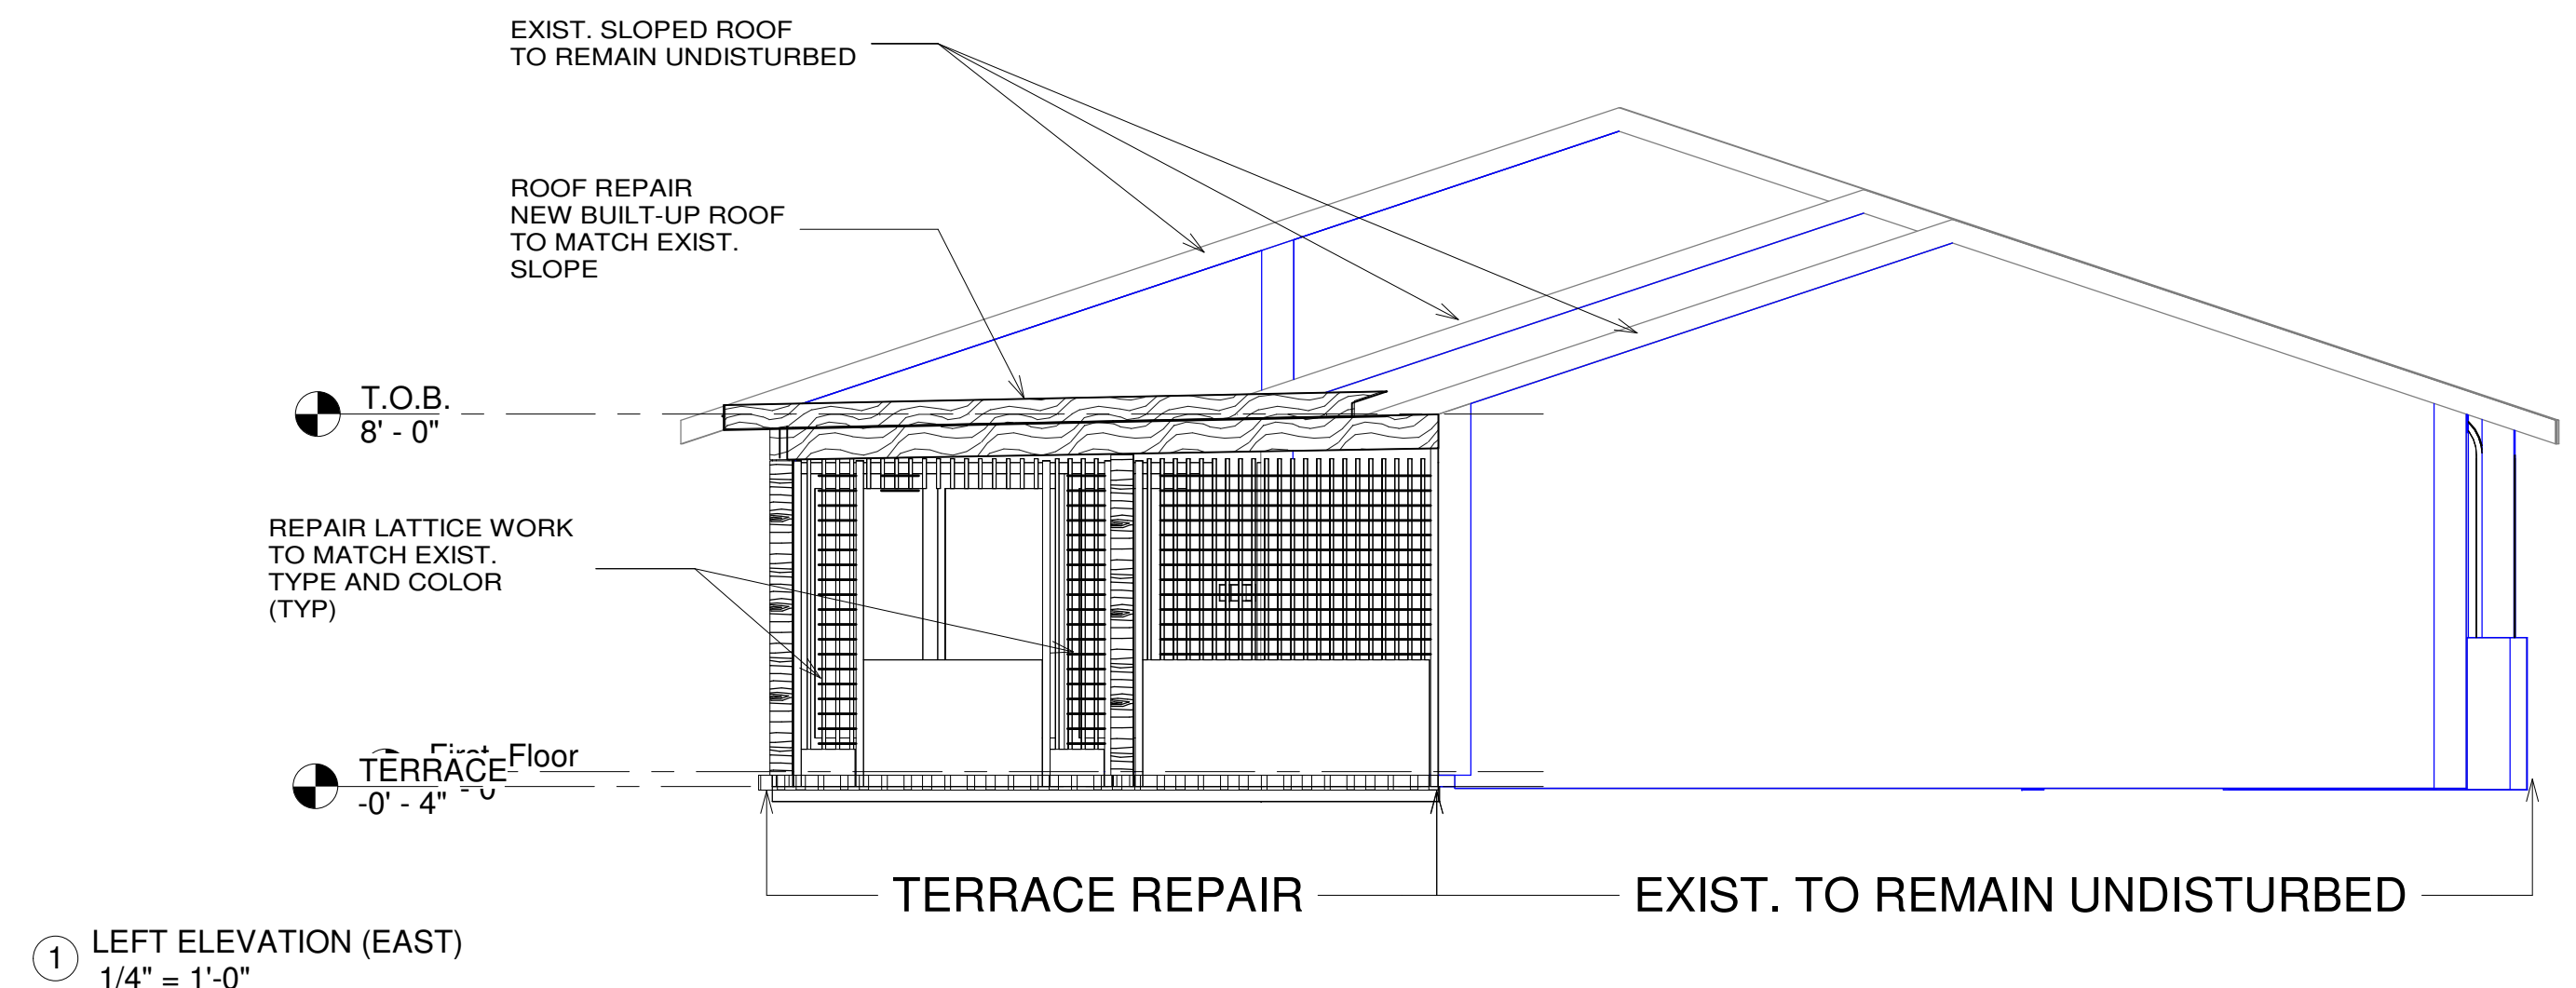 EXIST. SLOPED ROOF
TO REMAIN UNDISTURBED
ROOF REPAIR
NEW BUILT-UP ROOF
TO MATCH EXIST.
SLOPE
T.O.B.
8' - 0"
REPAIR LATTICE WORK
TO MATCH EXIST.
TYPE AND COLOR
(TYP)
First Floor
TERRACE
-0' - 4"
TERRACE REPAIR
EXIST. TO REMAIN UNDISTURBED
1
LEFT ELEVATION (EAST)
1/4" = 1'-0"